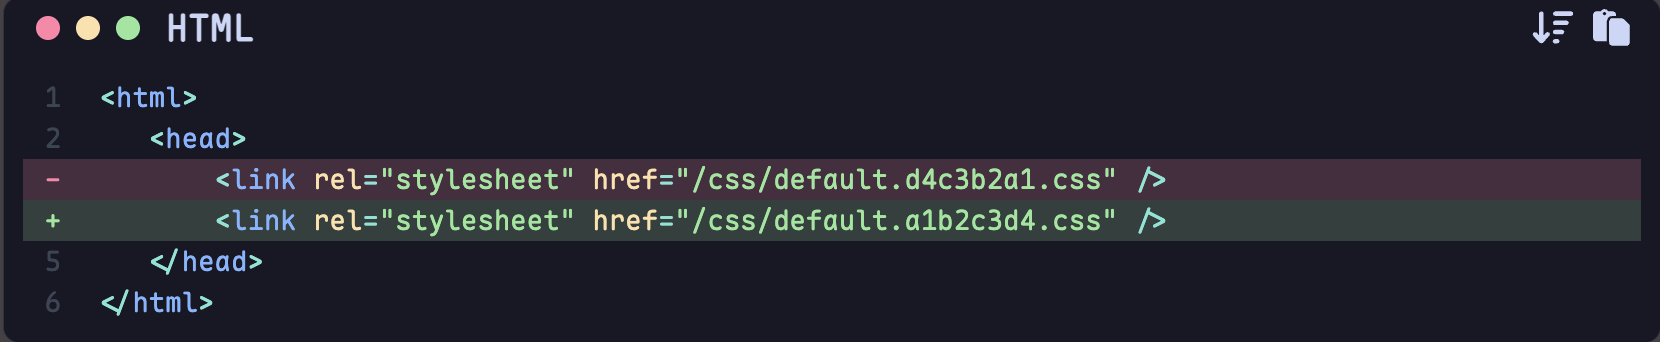 HTML
1 <html>
2 <head>
- <link rel="stylesheet" href="/css/default.d4c3b2a1.css" />
+ <link rel="stylesheet" href="/css/default.a1b2c3d4.css" />
5 </head>
6 </html>